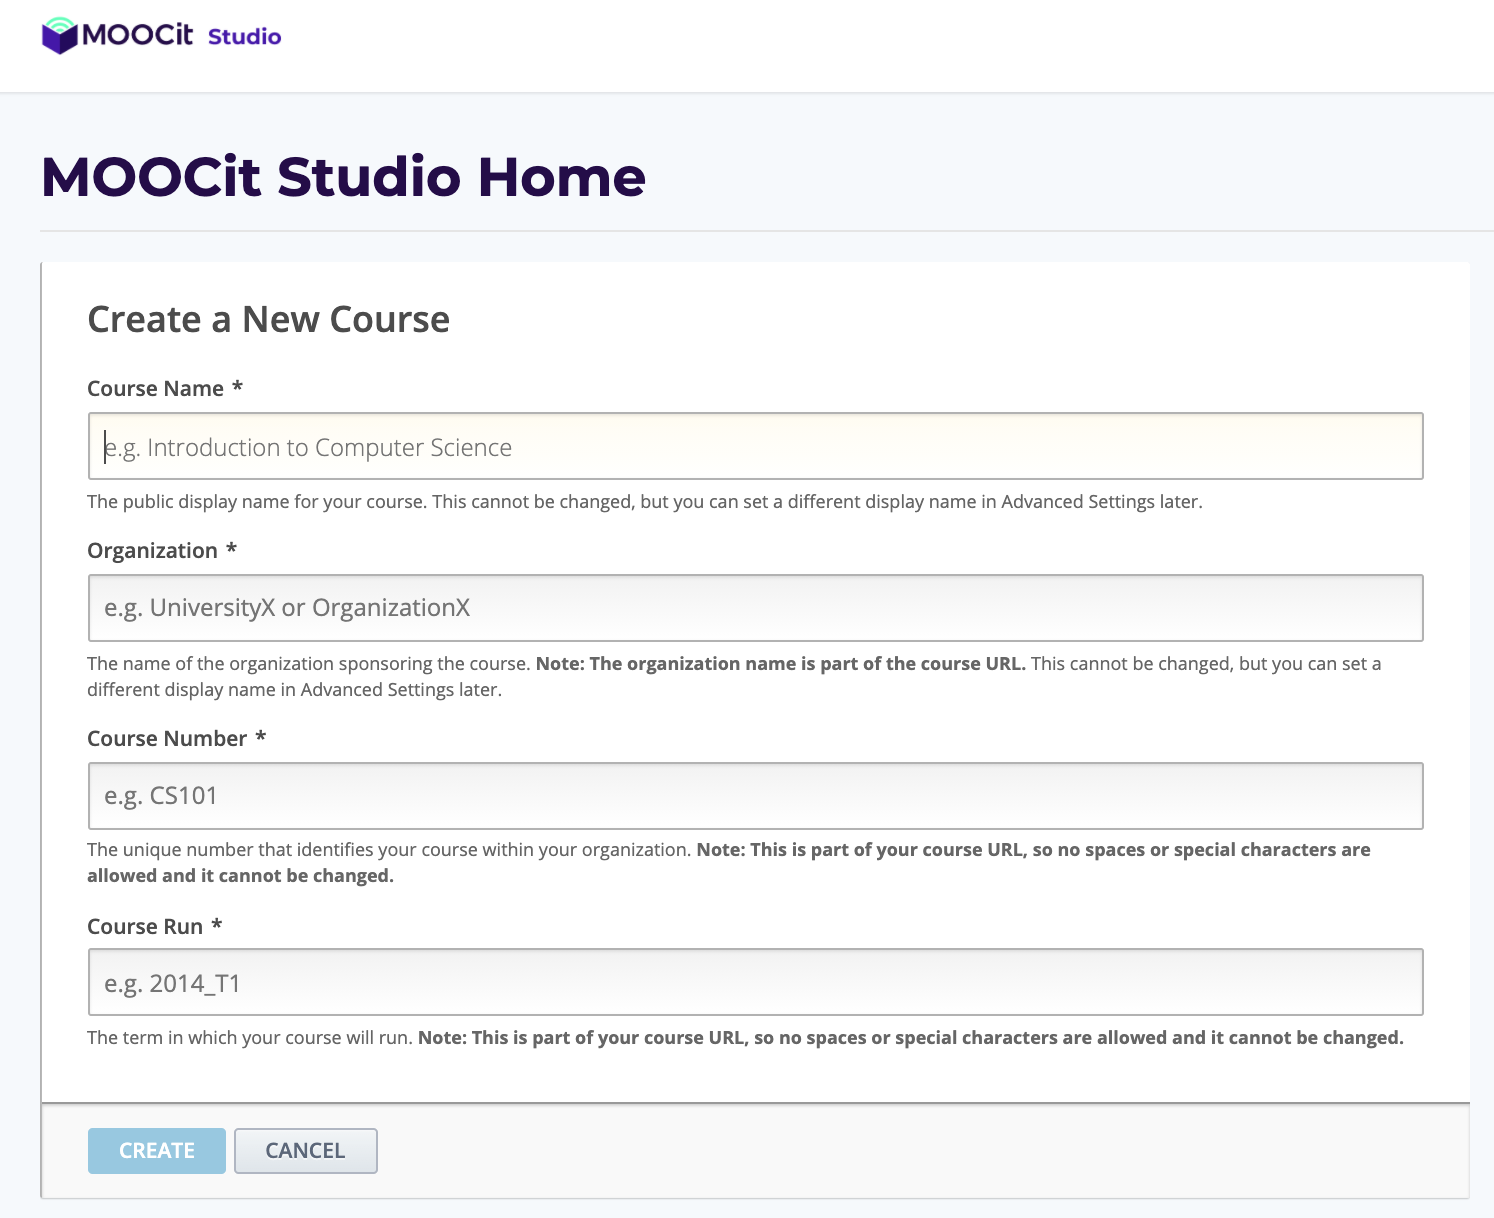 MOOCit Studio
MOOCit Studio Home
Create a New Course
Course Name *
e.g. Introduction to Computer Science
The public display name for your course. This cannot be changed, but you can set a different display name in Advanced Settings later.
Organization *
e.g. UniversityX or OrganizationX
The name of the organization sponsoring the course. Note: The organization name is part of the course URL. This cannot be changed, but you can set a
different display name in Advanced Settings later.
Course Number *
e.g. CS101
The unique number that identifies your course within your organization. Note: This is part of your course URL, so no spaces or special characters are
allowed and it cannot be changed.
Course Run *
e.g. 2014_T1
The term in which your course will run. Note: This is part of your course URL, so no spaces or special characters are allowed and it cannot be changed.
CREATE CANCEL